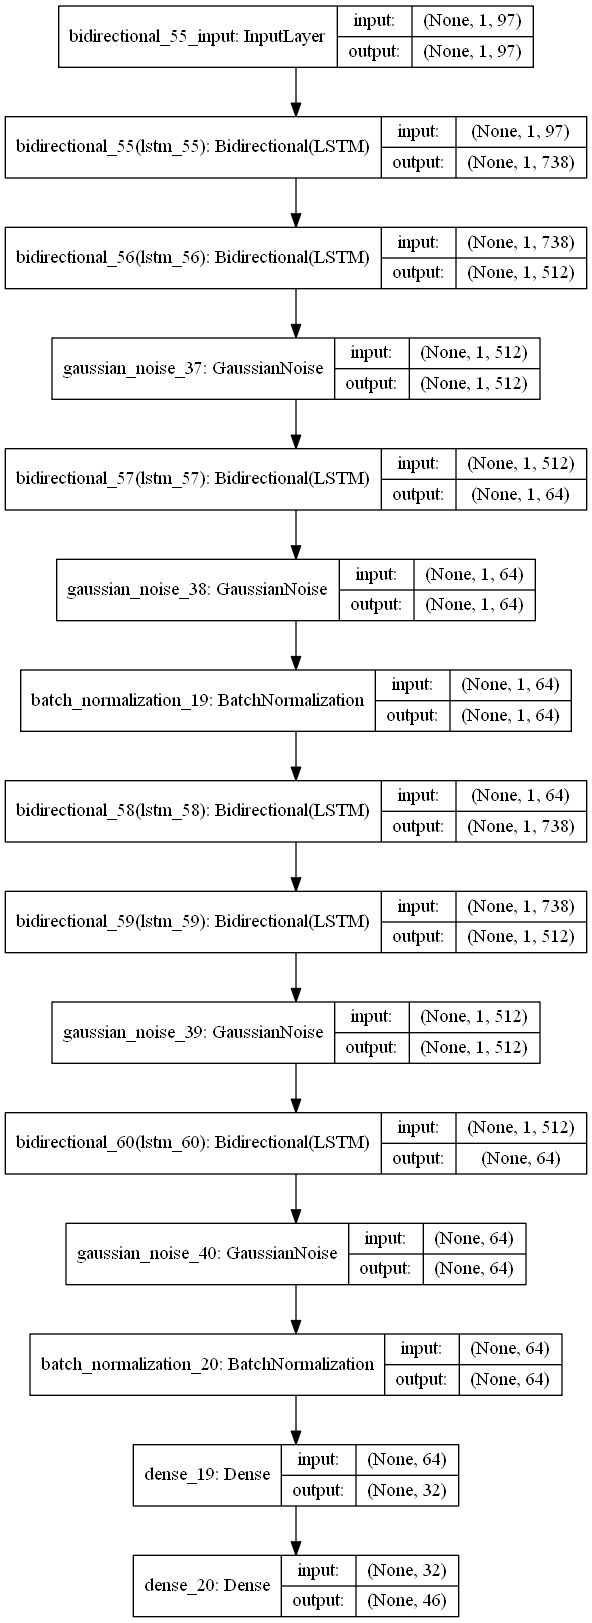 bidirectional_55_input: InputLayer
input: (None, 1, 97)
output: (None, 1, 97)
bidirectional_55(lstm_55): Bidirectional(LSTM)
input: (None, 1, 97)
output: (None, 1, 738)
bidirectional_56(lstm_56): Bidirectional(LSTM)
input: (None, 1, 738)
output: (None, 1, 512)
gaussian_noise_37: GaussianNoise
input: (None, 1, 512)
output: (None, 1, 512)
bidirectional_57(lstm_57): Bidirectional(LSTM)
input: (None, 1, 512)
output: (None, 1, 64)
gaussian_noise_38: GaussianNoise
input: (None, 1, 64)
output: (None, 1, 64)
batch_normalization_19: BatchNormalization
input: (None, 1, 64)
output: (None, 1, 64)
bidirectional_58(lstm_58): Bidirectional(LSTM)
input: (None, 1, 64)
output: (None, 1, 738)
bidirectional_59(lstm_59): Bidirectional(LSTM)
input: (None, 1, 738)
output: (None, 1, 512)
gaussian_noise_39: GaussianNoise
input: (None, 1, 512)
output: (None, 1, 512)
bidirectional_60(lstm_60): Bidirectional(LSTM)
input: (None, 1, 512)
output: (None, 64)
gaussian_noise_40: GaussianNoise
input: (None, 64)
output: (None, 64)
batch_normalization_20: BatchNormalization
input: (None, 64)
output: (None, 64)
dense_19: Dense
input: (None, 64)
output: (None, 32)
dense_20: Dense
input: (None, 32)
output: (None, 46)